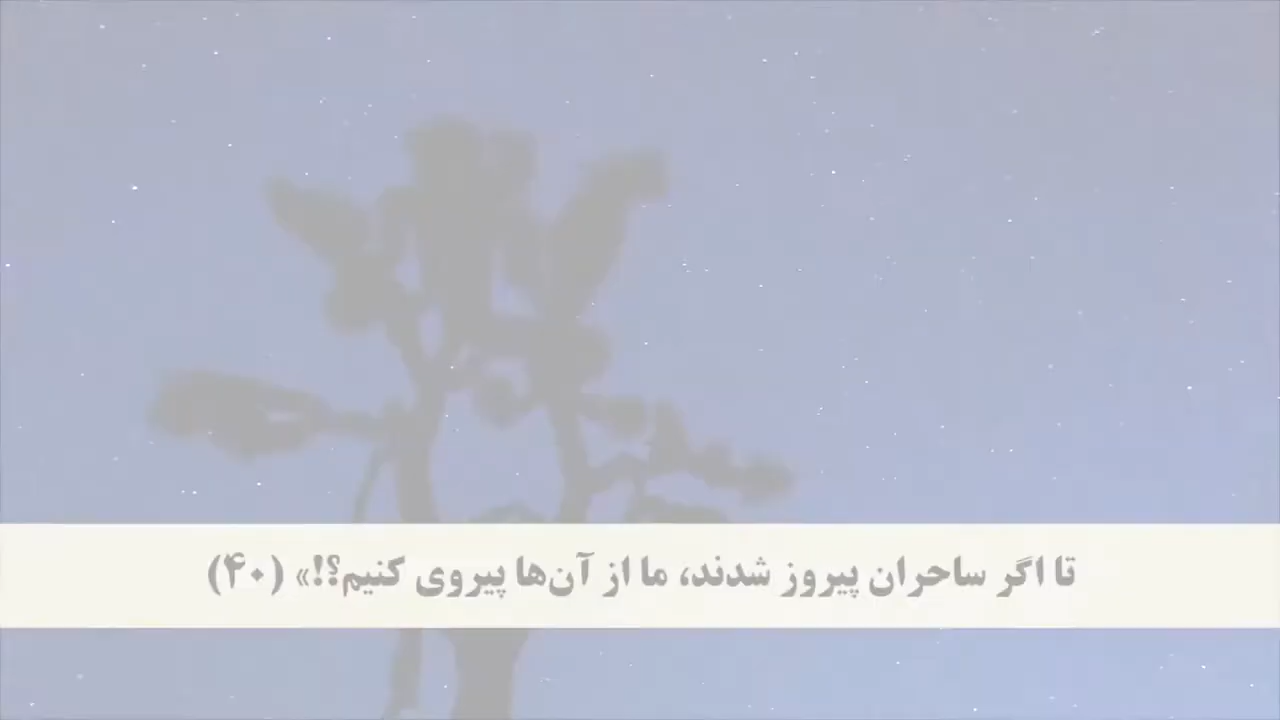 تا اگر ساحران پیروز شدند، ما از آن‌ها پیروی کنیم؟!» (۴۰)